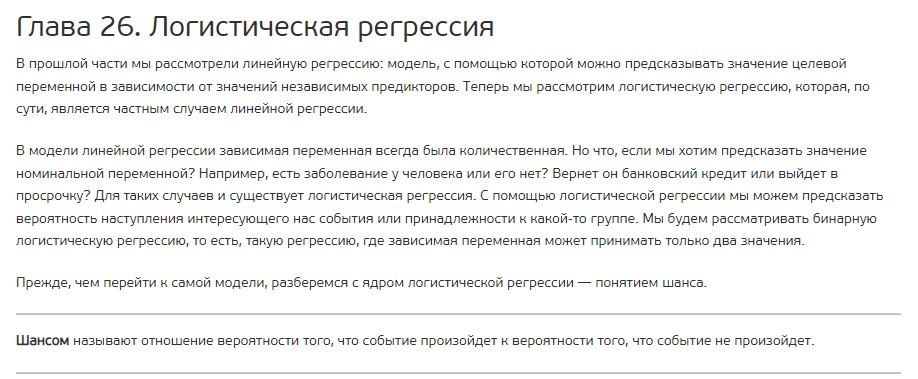 Глава 26. Логистическая регрессия
В прошлой части мы рассмотрели линейную регрессию: модель, с помощью которой можно предсказывать значение целевой
переменной в зависимости от значений независимых предикторов. Теперь мы рассмотрим логистическую регрессию, которая, по
сути, является частным случаем линейной регрессии.
В модели линейной регрессии зависимая переменная всегда была количественная. Но что, если мы хотим предсказать значение
номинальной переменной? Например, есть заболевание у человека или его нет? Вернет он банковский кредит или выйдет в
просрочку? Для таких случаев и существует логистическая регрессия. С помощью логистической регрессии мы можем предсказать
вероятность наступления интересующего нас события или принадлежности к какой-то группе. Мы будем рассматривать бинарную
логистическую регрессию, то есть, такую регрессию, где зависимая переменная может принимать только два значения.
Прежде, чем перейти к самой модели, разберемся с ядром логистической регрессии — понятием шанса.
Шансом называют отношение вероятности того, что событие произойдет к вероятности того, что событие не произойдет.